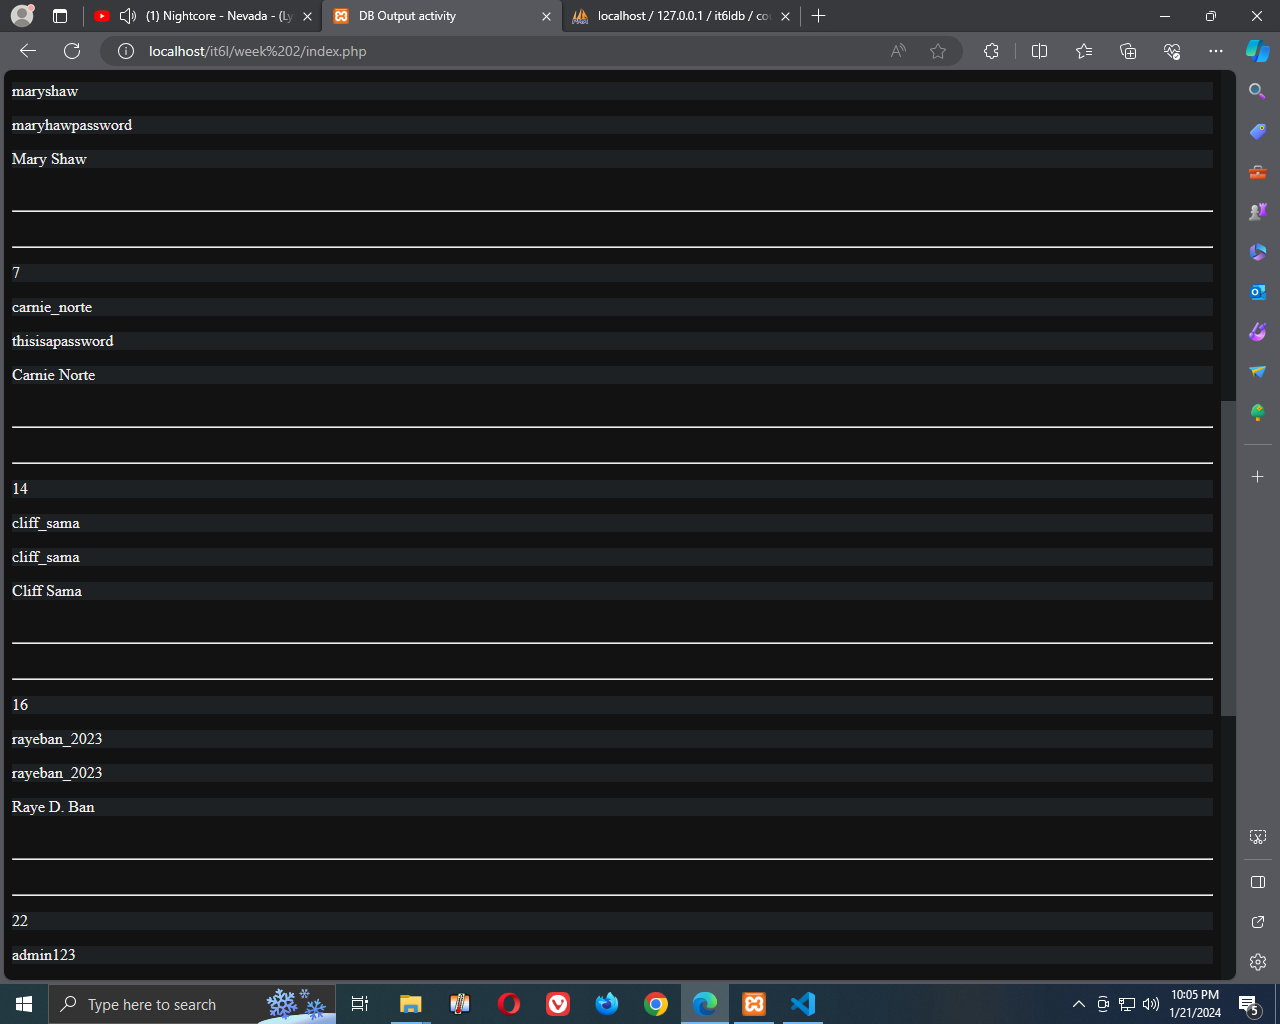 (1) Nightcore - Nevada - (Ly
DB Output activity
localhost / 127.0.0.1 / it6ldb / co
localhost/it6l/week%202/index.php
maryshaw
maryhawpassword
Mary Shaw
7
carnie_norte
thisisapassword
Carnie Norte
14
cliff_sama
cliff_sama
Cliff Sama
16
rayeban_2023
rayeban_2023
Raye D. Ban
22
admin123
Type here to search
10:05 PM
1/21/2024
5